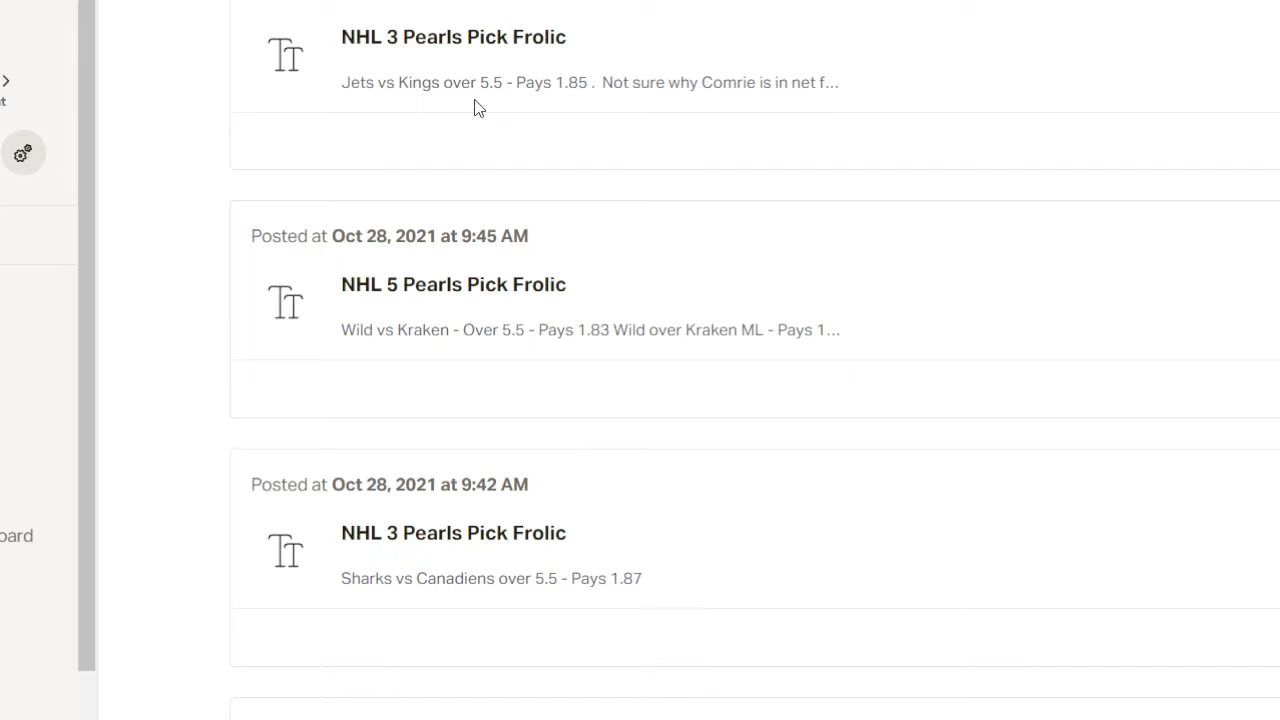 NHL 3 Pearls Pick Frolic
Jets vs Kings over 5.5 - Pays 1.85 .  Not sure why Comrie is in net f...
Posted at Oct 28, 2021 at 9:45 AM
NHL 5 Pearls Pick Frolic
Wild vs Kraken - Over 5.5 - Pays 1.83 Wild over Kraken ML - Pays 1...
Posted at Oct 28, 2021 at 9:42 AM
NHL 3 Pearls Pick Frolic
Sharks vs Canadiens over 5.5 - Pays 1.87
oard